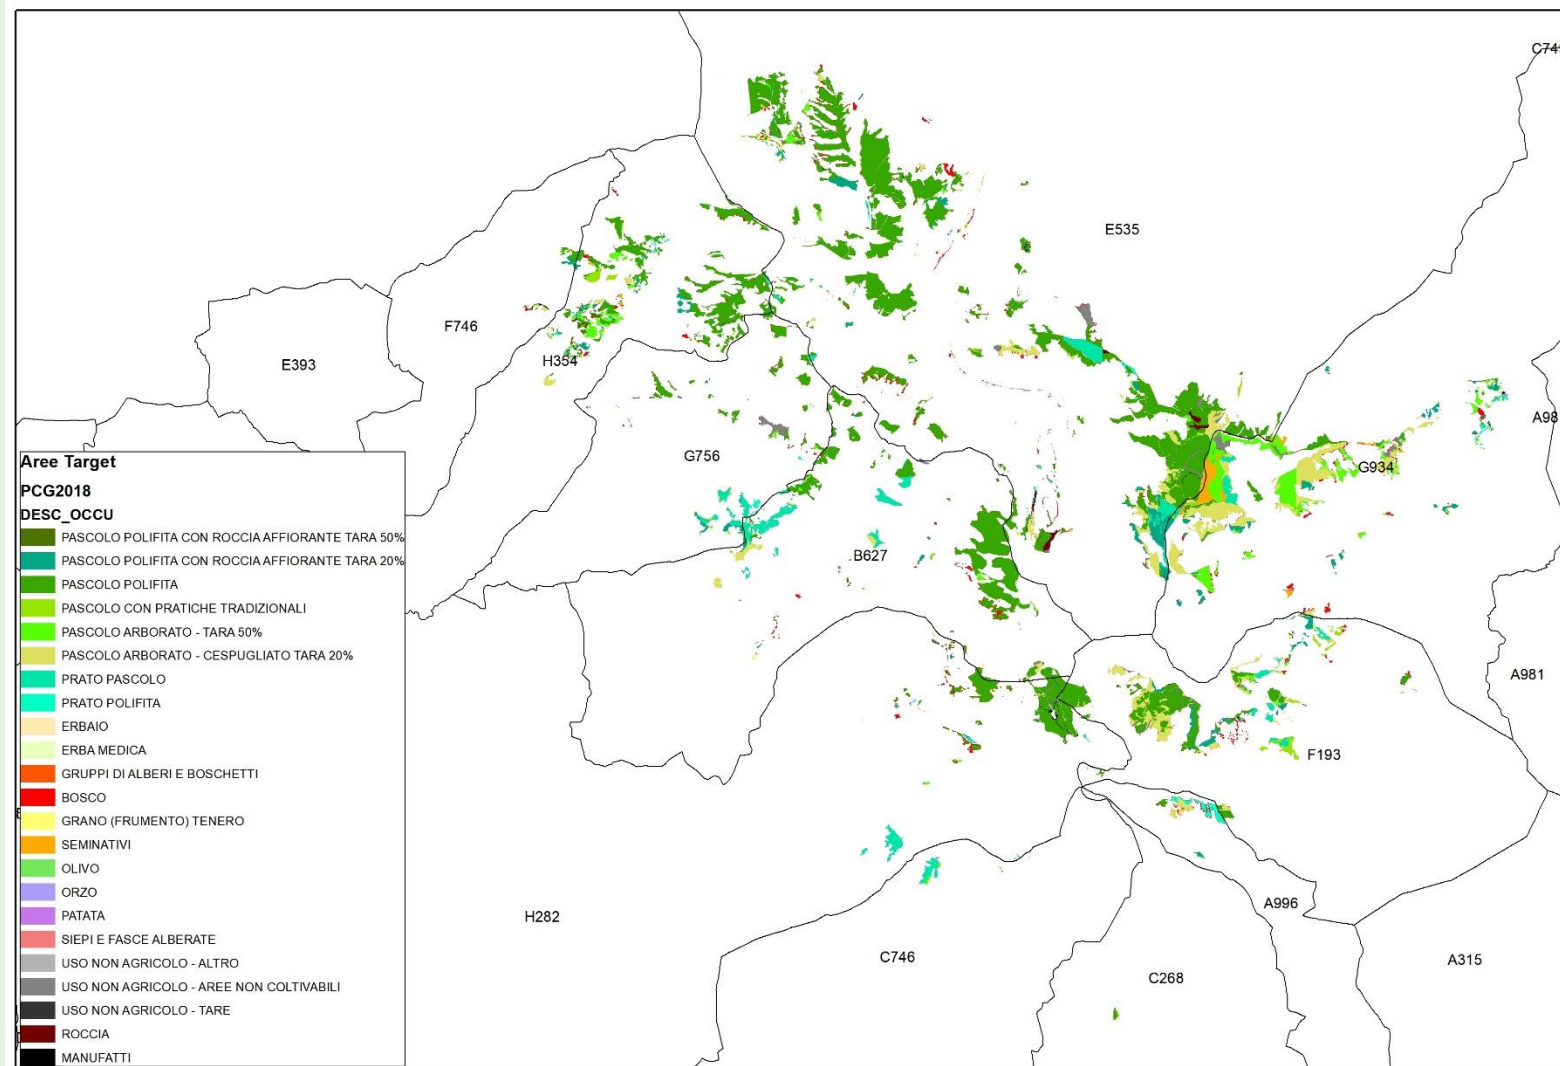 C74
E535
F746
E393
H354
A98
G756
G934
Aree Target
PCG2018
DESC_OCCU
PASCOLO POLIFITA CON ROCCIA AFFIORANTE TARA 50%
PASCOLO POLIFITA CON ROCCIA AFFIORANTE TARA 20%
PASCOLO POLIFITA
PASCOLO CON PRATICHE TRADIZIONALI
PASCOLO ARBORATO - TARA 50%
PASCOLO ARBORATO - CESPUGLIATO TARA 20%
PRATO PASCOLO
PRATO POLIFITA
ERBAIO
ERBA MEDICA
GRUPPI DI ALBERI E BOSCHETTI
BOSCO
GRANO (FRUMENTO) TENERO
SEMINATIVI
OLIVO
ORZO
PATATA
SIEPI E FASCE ALBERATE
USO NON AGRICOLO - ALTRO
USO NON AGRICOLO - AREE NON COLTIVABILI
USO NON AGRICOLO - TARE
ROCCIA
MANUFATTI
B627
A981
F193
H282
A996
C746
C268
A315